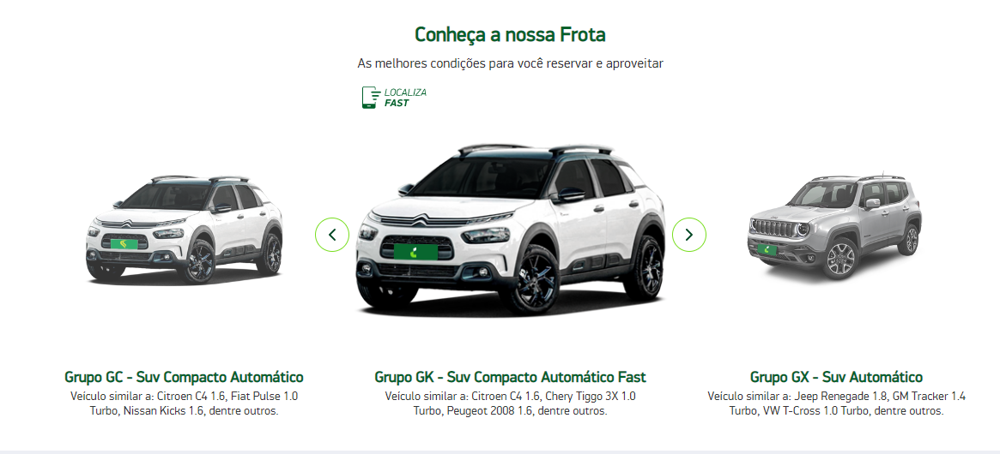 Conheça a nossa Frota
As melhores condições para você reservar e aproveitar
LOCALIZA
FAST
Grupo GC - Suv Compacto Automático
Veículo similar a: Citroen C4 1.6, Fiat Pulse 1.0
Turbo, Nissan Kicks 1.6, dentre outros.
Grupo GK - Suv Compacto Automático Fast
Veículo similar a: Citroen C4 1.6, Chery Tiggo 3X 1.0
Turbo, Peugeot 2008 1.6, dentre outros.
Grupo GX - Suv Automático
Veículo similar a: Jeep Renegade 1.8, GM Tracker 1.4
Turbo, VW T-Cross 1.0 Turbo, dentre outros.